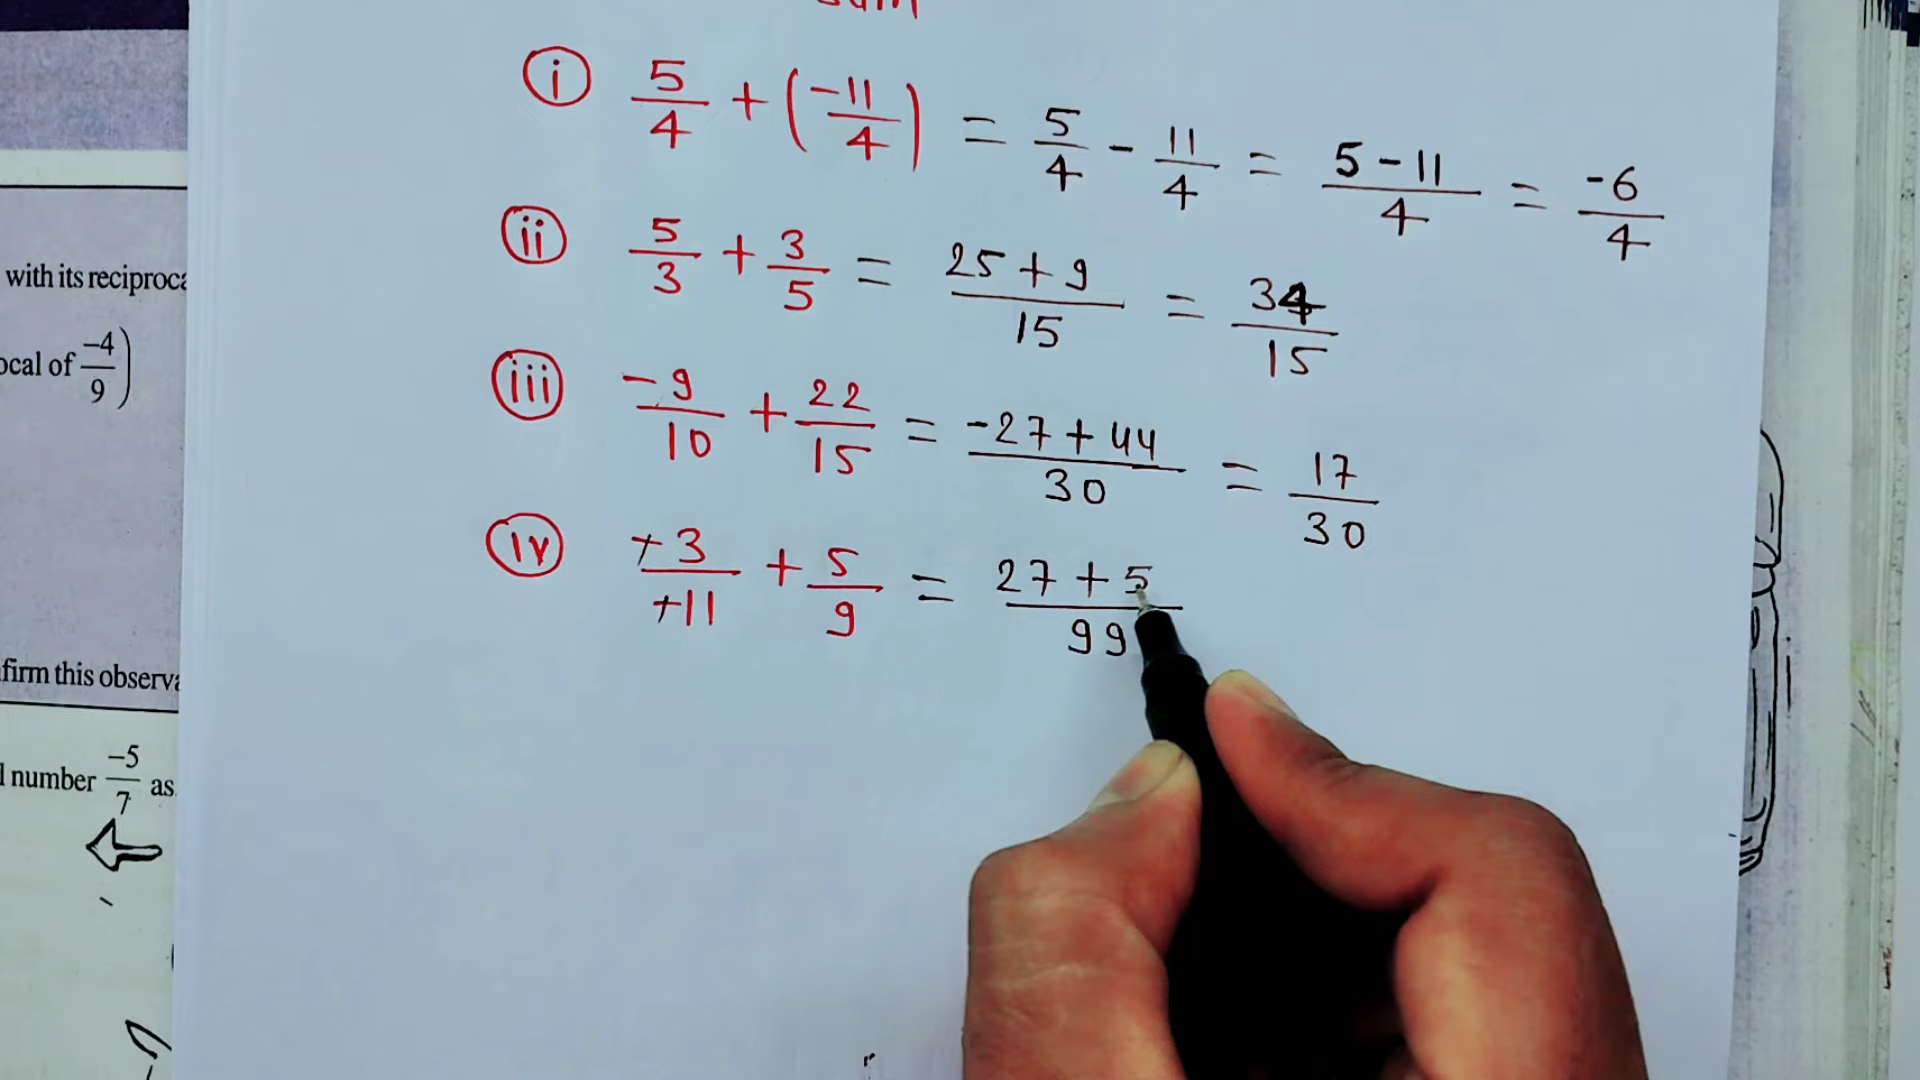 sum
(i) 5/4 + (-11/4) = 5/4 - 11/4 = 5-11/4 = -6/4
(ii) 5/3 + 3/5 = 25+9/15 = 34/15
(iii) -9/10 + 22/15 = -27+44/30 = 17/30
(iv) +3/+11 + 5/9 = 27+5/99
with its reciproca
ocal of -4/9)
firm this observa
l number -5/7 as